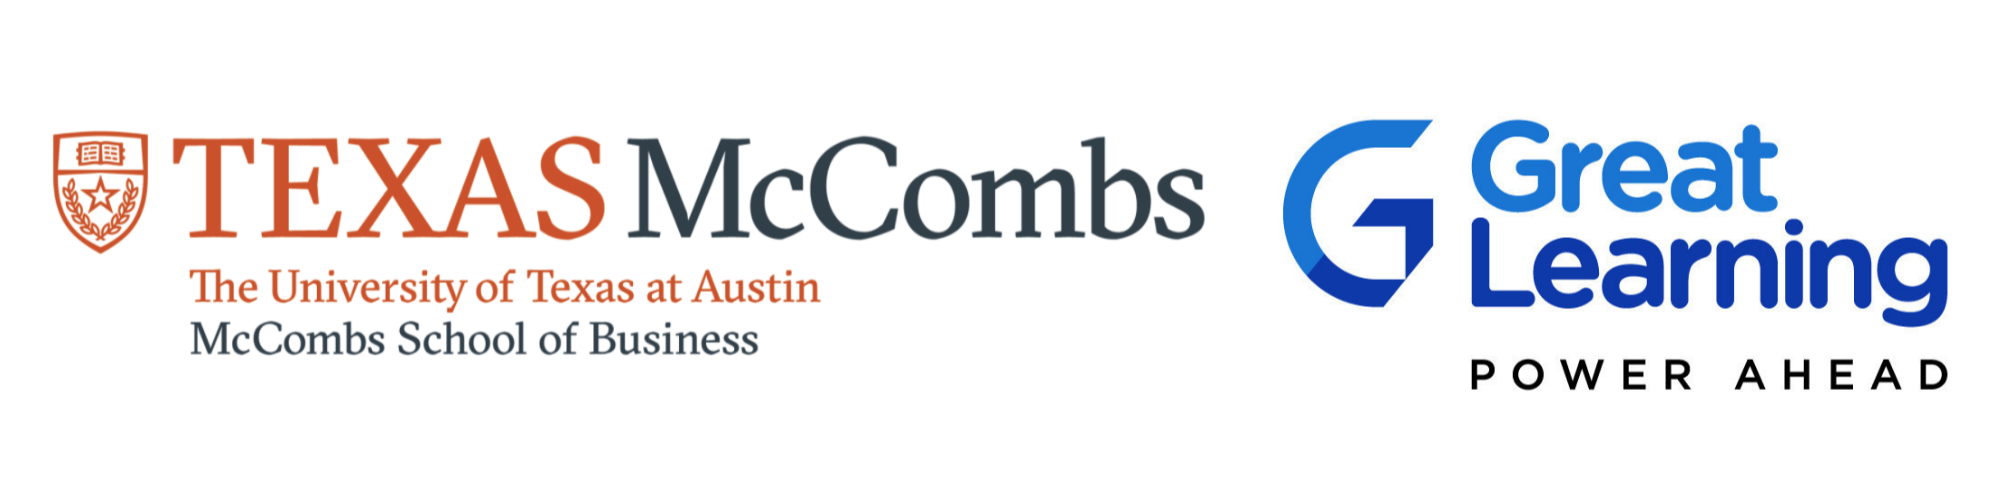 TEXAS McCombs
The University of Texas at Austin
McCombs School of Business
Great
Learning
POWER AHEAD